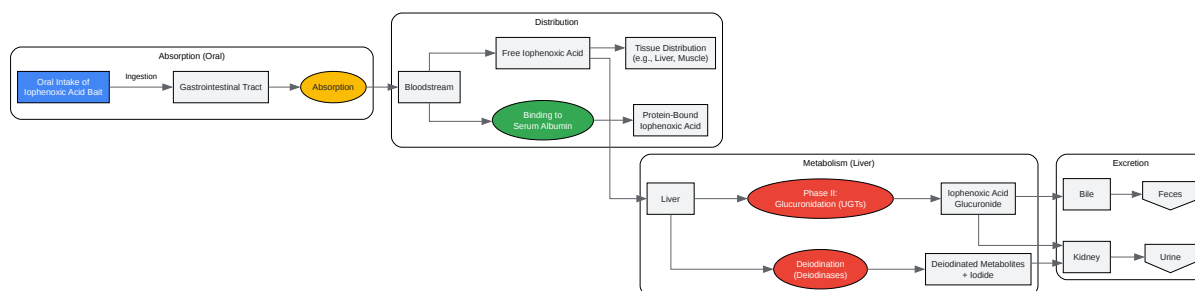 Absorption (Oral)
Oral Intake of
Iophenoxic Acid Bait
Ingestion
Gastrointestinal Tract
Absorption
Distribution
Bloodstream
Free Iophenoxic Acid
Tissue Distribution
(e.g., Liver, Muscle)
Binding to
Serum Albumin
Protein-Bound
Iophenoxic Acid
Metabolism (Liver)
Liver
Phase II:
Glucuronidation (UGTs)
Iophenoxic Acid
Glucuronide
Deiodination
(Deiodinases)
Deiodinated Metabolites
+ Iodide
Excretion
Bile
Feces
Kidney
Urine